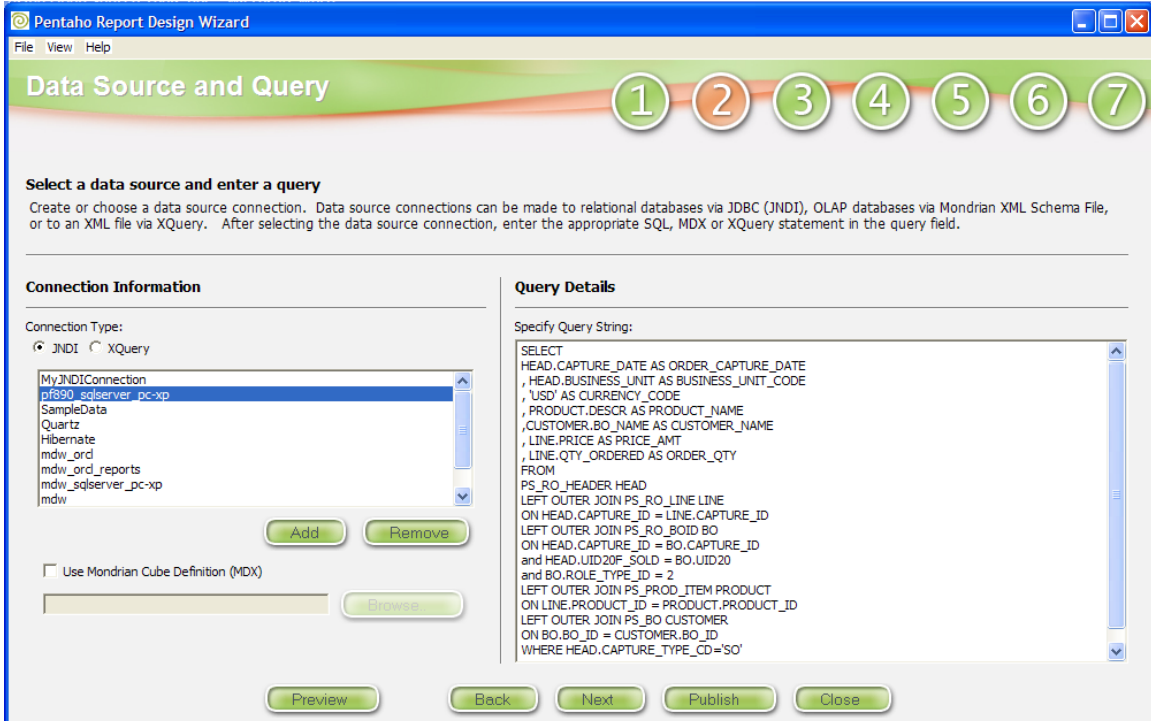 Pentaho Report Design Wizard
File View Help
Data Source and Query
1 2 3 4 5 6 7
Select a data source and enter a query
Create or choose a data source connection. Data source connections can be made to relational databases via JDBC (JNDI), OLAP databases via Mondrian XML Schema File,
or to an XML file via XQuery. After selecting the data source connection, enter the appropriate SQL, MDX or XQuery statement in the query field.
Connection Information
Connection Type:
JNDI XQuery
MyJNDIConnection
pf890_sqlserver_pc-xp
SampleData
Quartz
Hibernate
mdw_orcl
mdw_orcl_reports
mdw_sqlserver_pc-xp
mdw
Add Remove
Use Mondrian Cube Definition (MDX)
Browse..
Query Details
Specify Query String:
SELECT
HEAD.CAPTURE_DATE AS ORDER_CAPTURE_DATE
, HEAD.BUSINESS_UNIT AS BUSINESS_UNIT_CODE
, 'USD' AS CURRENCY_CODE
, PRODUCT.DESCR AS PRODUCT_NAME
,CUSTOMER.BO_NAME AS CUSTOMER_NAME
, LINE.PRICE AS PRICE_AMT
, LINE.QTY_ORDERED AS ORDER_QTY
FROM
PS_RO_HEADER HEAD
LEFT OUTER JOIN PS_RO_LINE LINE
ON HEAD.CAPTURE_ID = LINE.CAPTURE_ID
LEFT OUTER JOIN PS_RO_BOID BO
ON HEAD.CAPTURE_ID = BO.CAPTURE_ID
and HEAD.UID20F_SOLD = BO.UID20
and BO.ROLE_TYPE_ID = 2
LEFT OUTER JOIN PS_PROD_ITEM PRODUCT
ON LINE.PRODUCT_ID = PRODUCT.PRODUCT_ID
LEFT OUTER JOIN PS_BO CUSTOMER
ON BO.BO_ID = CUSTOMER.BO_ID
WHERE HEAD.CAPTURE_TYPE_CD='SO'
Preview Back Next Publish Close